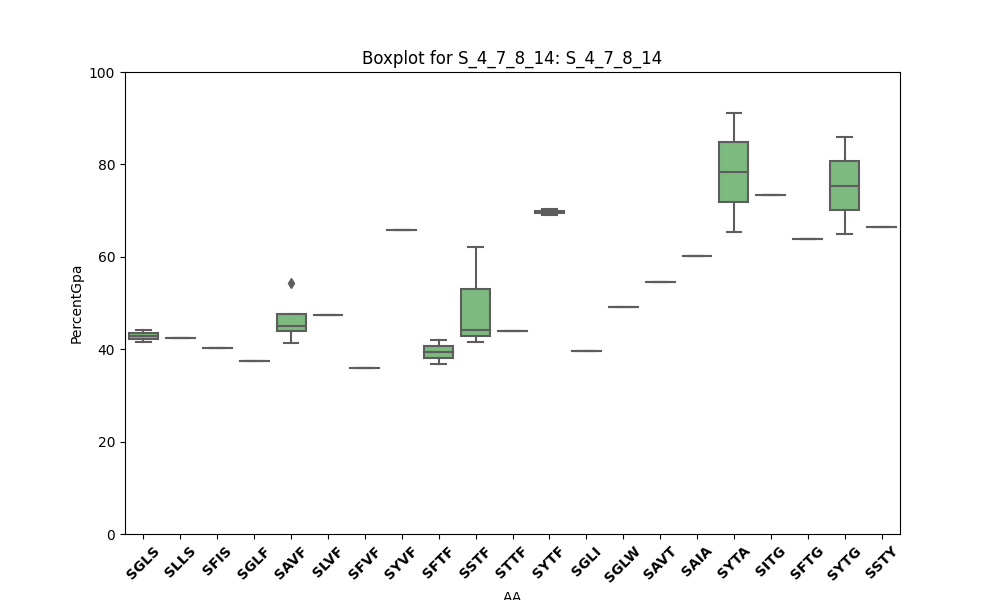 Boxplot for S_4_7_8_14: S_4_7_8_14
100
80
60
40
20
0
PercentGpa
SGLS SLLS SFIS SGLF SAVF SLVF SFVF SYVF SFTF SSTF STTF SYTF SGLI SGLW SAVT SAIA SYTA SITG SFTG SYTG SSTY
AA